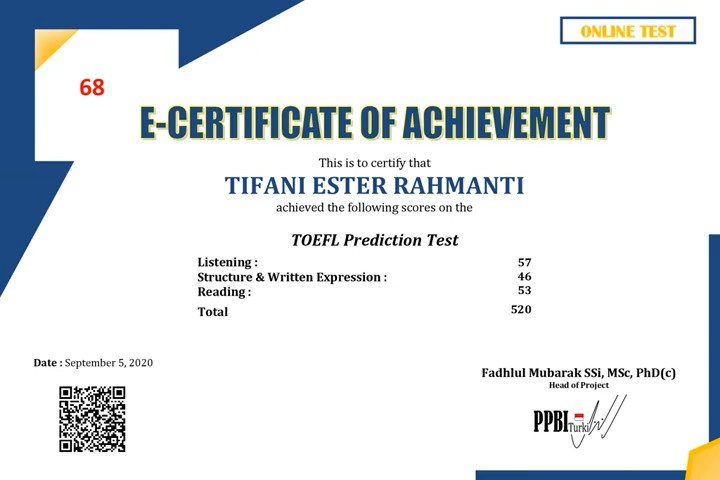 ONLINE TEST
68
E-CERTIFICATE OF ACHIEVEMENT
This is to certify that
TIFANI ESTER RAHMANTI
achieved the following scores on the
TOEFL Prediction Test
Listening : 57
Structure & Written Expression : 46
Reading : 53
Total 520
Date : September 5, 2020
Fadhlul Mubarak SSi, MSc, PhD(c)
Head of Project
PPBI Turki